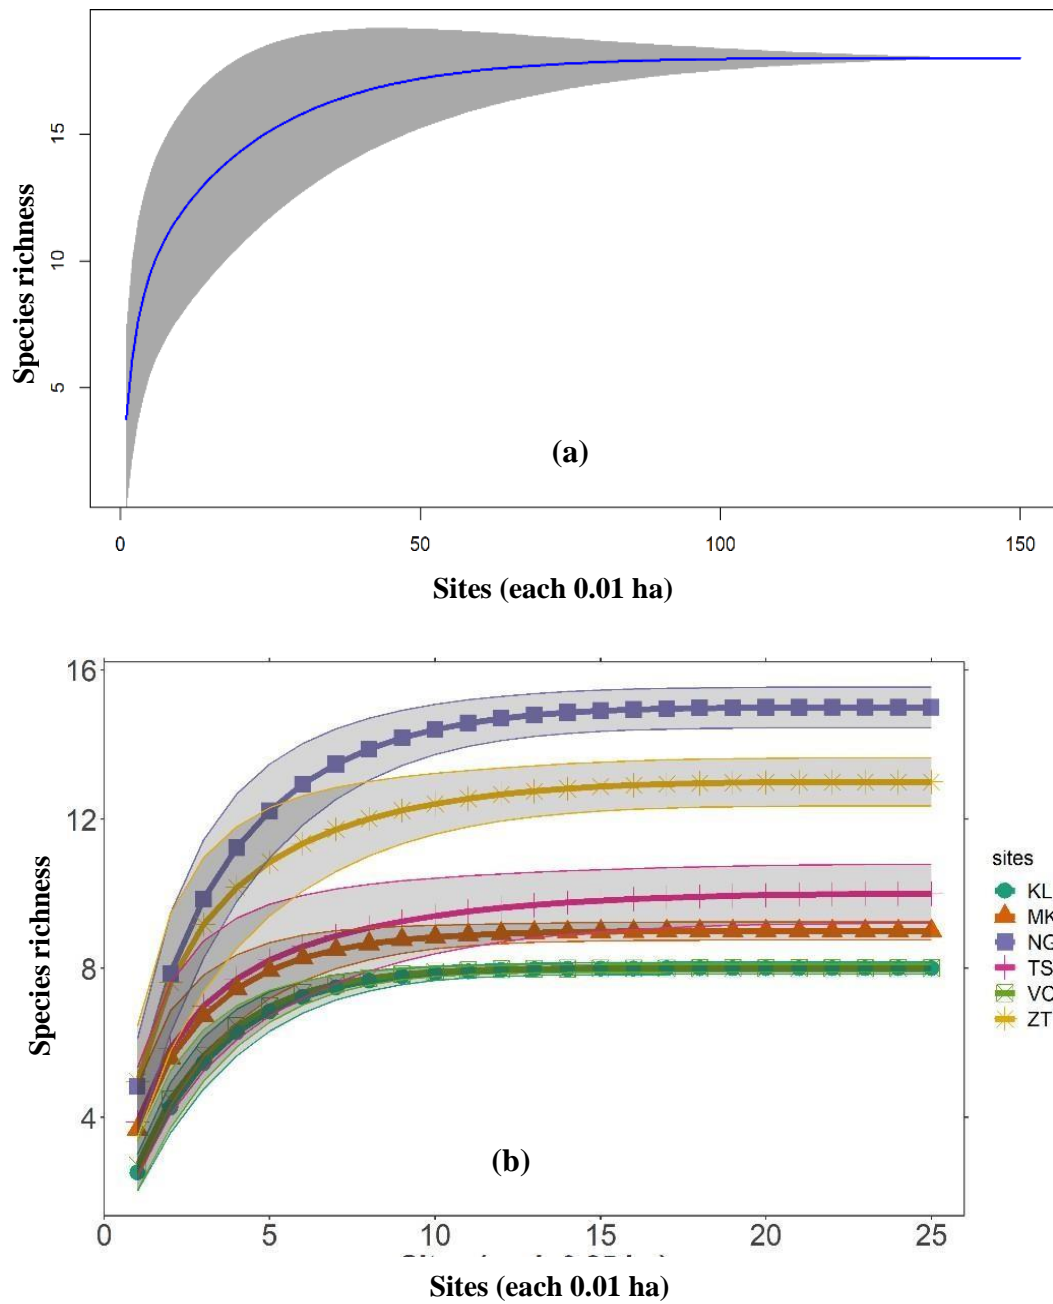 Species richness
15
10
5
(a)
0 50 100 150
Sites (each 0.01 ha)
Species richness
16
12
8
4
(b)
0 5 10 15 20 25
Sites (each 0.01 ha)
sites
KL
MK
NG
TS
VC
ZT